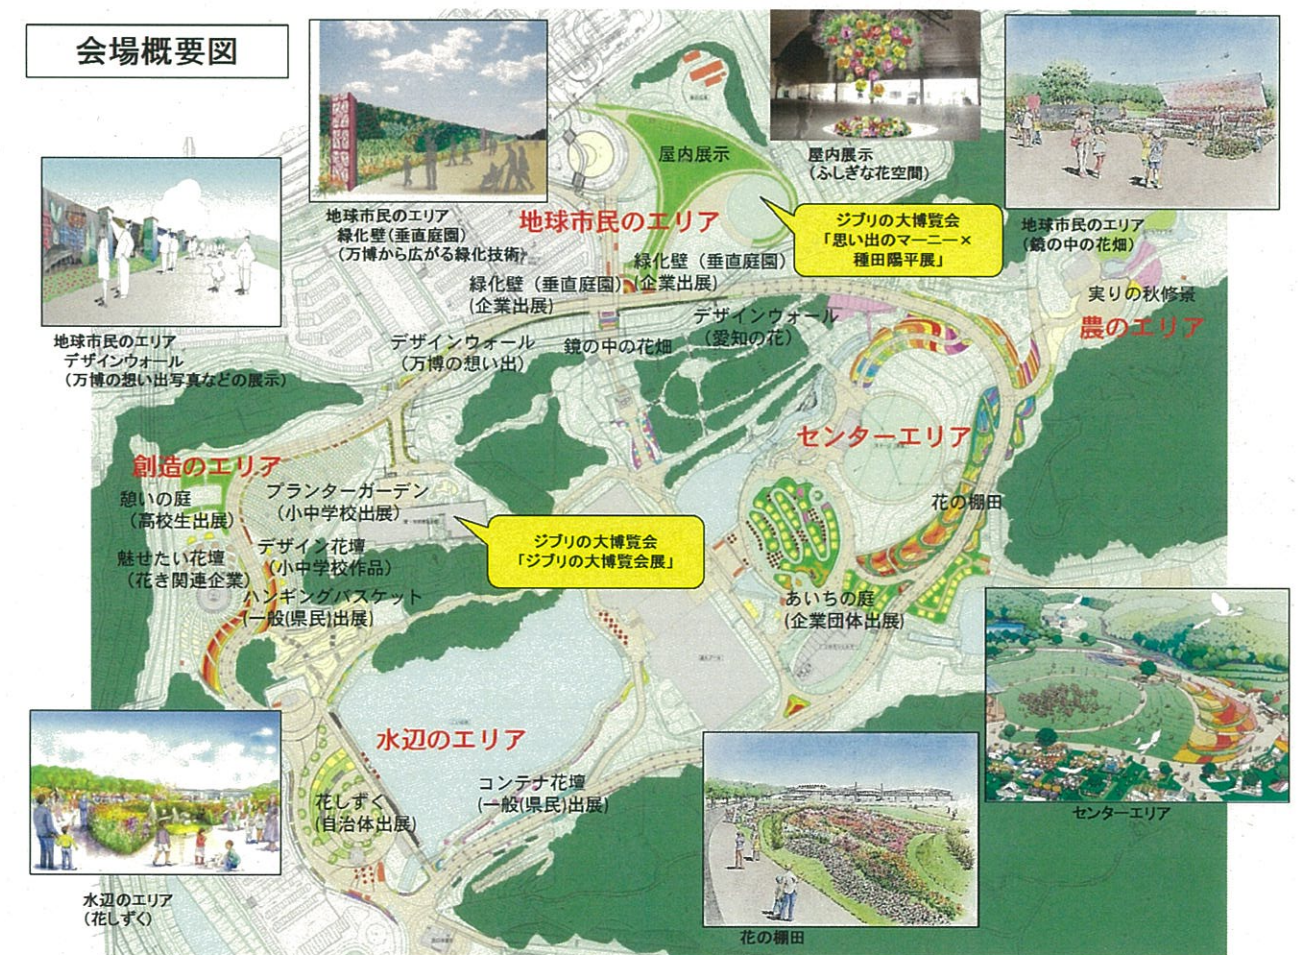 会場概要図
地球市民のエリア
緑化壁(垂直庭園)
(万博から広がる緑化技術)
屋内展示
屋内展示
(ふしぎな花空間)
地球市民のエリア
(鏡の中の花畑)
地球市民のエリア
ジブリの大博覧会
「思い出のマーニー×
種田陽平展」
緑化壁（垂直庭園）
(企業出展)
緑化壁（垂直庭園）
(企業出展)
実りの秋修景
農のエリア
地球市民のエリア
デザインウォール
(万博の想い出写真などの展示)
デザインウォール
(万博の想い出)
鏡の中の花畑
デザインウォール
(愛知の花)
センターエリア
創造のエリア
憩いの庭
(高校生出展)
プランターガーデン
(小中学校出展)
花の棚田
魅せたい花壇
(花き関連企業)
デザイン花壇
(小中学校作品)
ジブリの大博覧会
「ジブリの大博覧会展」
ハンギングバスケット
(一般(県民)出展)
あいちの庭
(企業団体出展)
水辺のエリア
コンテナ花壇
(一般(県民)出展)
花しずく
(自治体出展)
センターエリア
水辺のエリア
(花しずく)
花の棚田